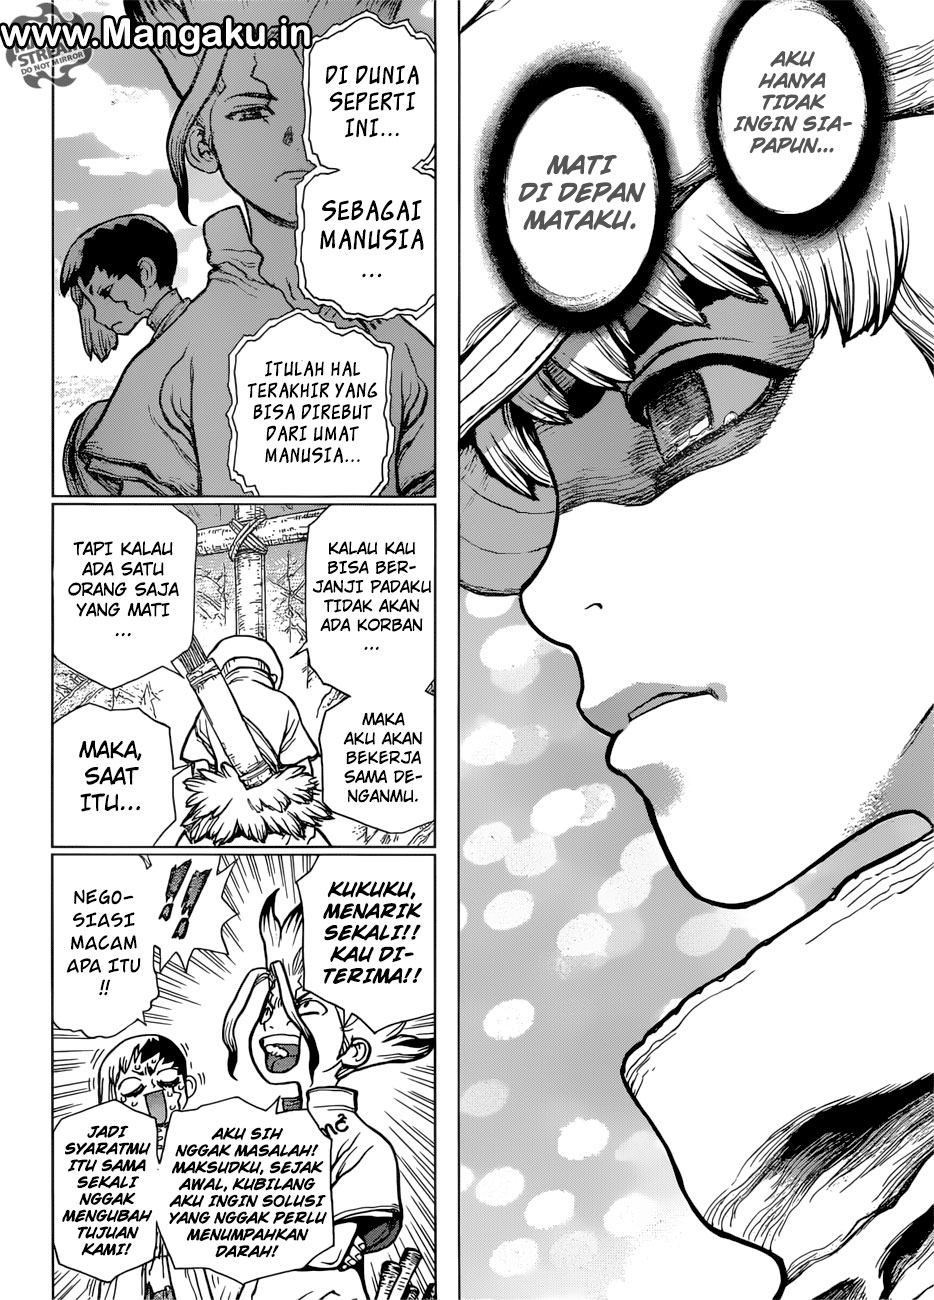 www.Mangaku.in
STREAM
DO NOT MIRROR
AKU
HANYA
TIDAK
INGIN SIA-
PAPUN...
MATI
DI DEPAN
MATAKU.
DI DUNIA
SEPERTI
INI...
SEBAGAI
MANUSIA
...
ITULAH HAL
TERAKHIR YANG
BISA DIREBUT
DARI UMAT
MANUSIA...
KALAU KAU
BISA BER-
JANJI PADAKU
TIDAK AKAN
ADA KORBAN
...
MAKA
AKU AKAN
BEKERJA
SAMA DE-
NGANMU.
TAPI KALAU
ADA SATU
ORANG SAJA
YANG MATI
...
MAKA,
SAAT
ITU...
KUKUKU,
MENARIK
SEKALI!!
KAU DI-
TERIMA!!
!!
NEGO-
SIASI
MACAM
APA ITU
!!
AKU SIH
NGGAK MASALAH!
MAKSUDKU, SEJAK
AWAL, KUBILANG
AKU INGIN SOLUSI
YANG NGGAK PERLU
MENUMPAHKAN
DARAH!
JADI
SYARATMU
ITU SAMA
SEKALI
NGGAK
MENGUBAH
TUJUAN
KAMI!